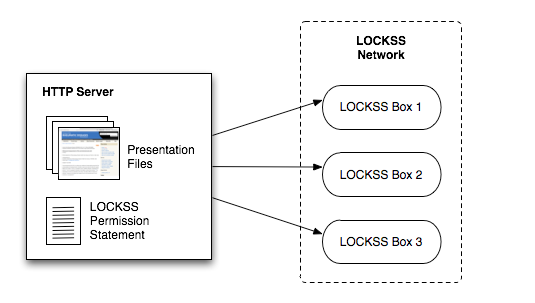 HTTP Server
Presentation
Files
LOCKSS
Permission
Statement
LOCKSS
Network
LOCKSS Box 1
LOCKSS Box 2
LOCKSS Box 3